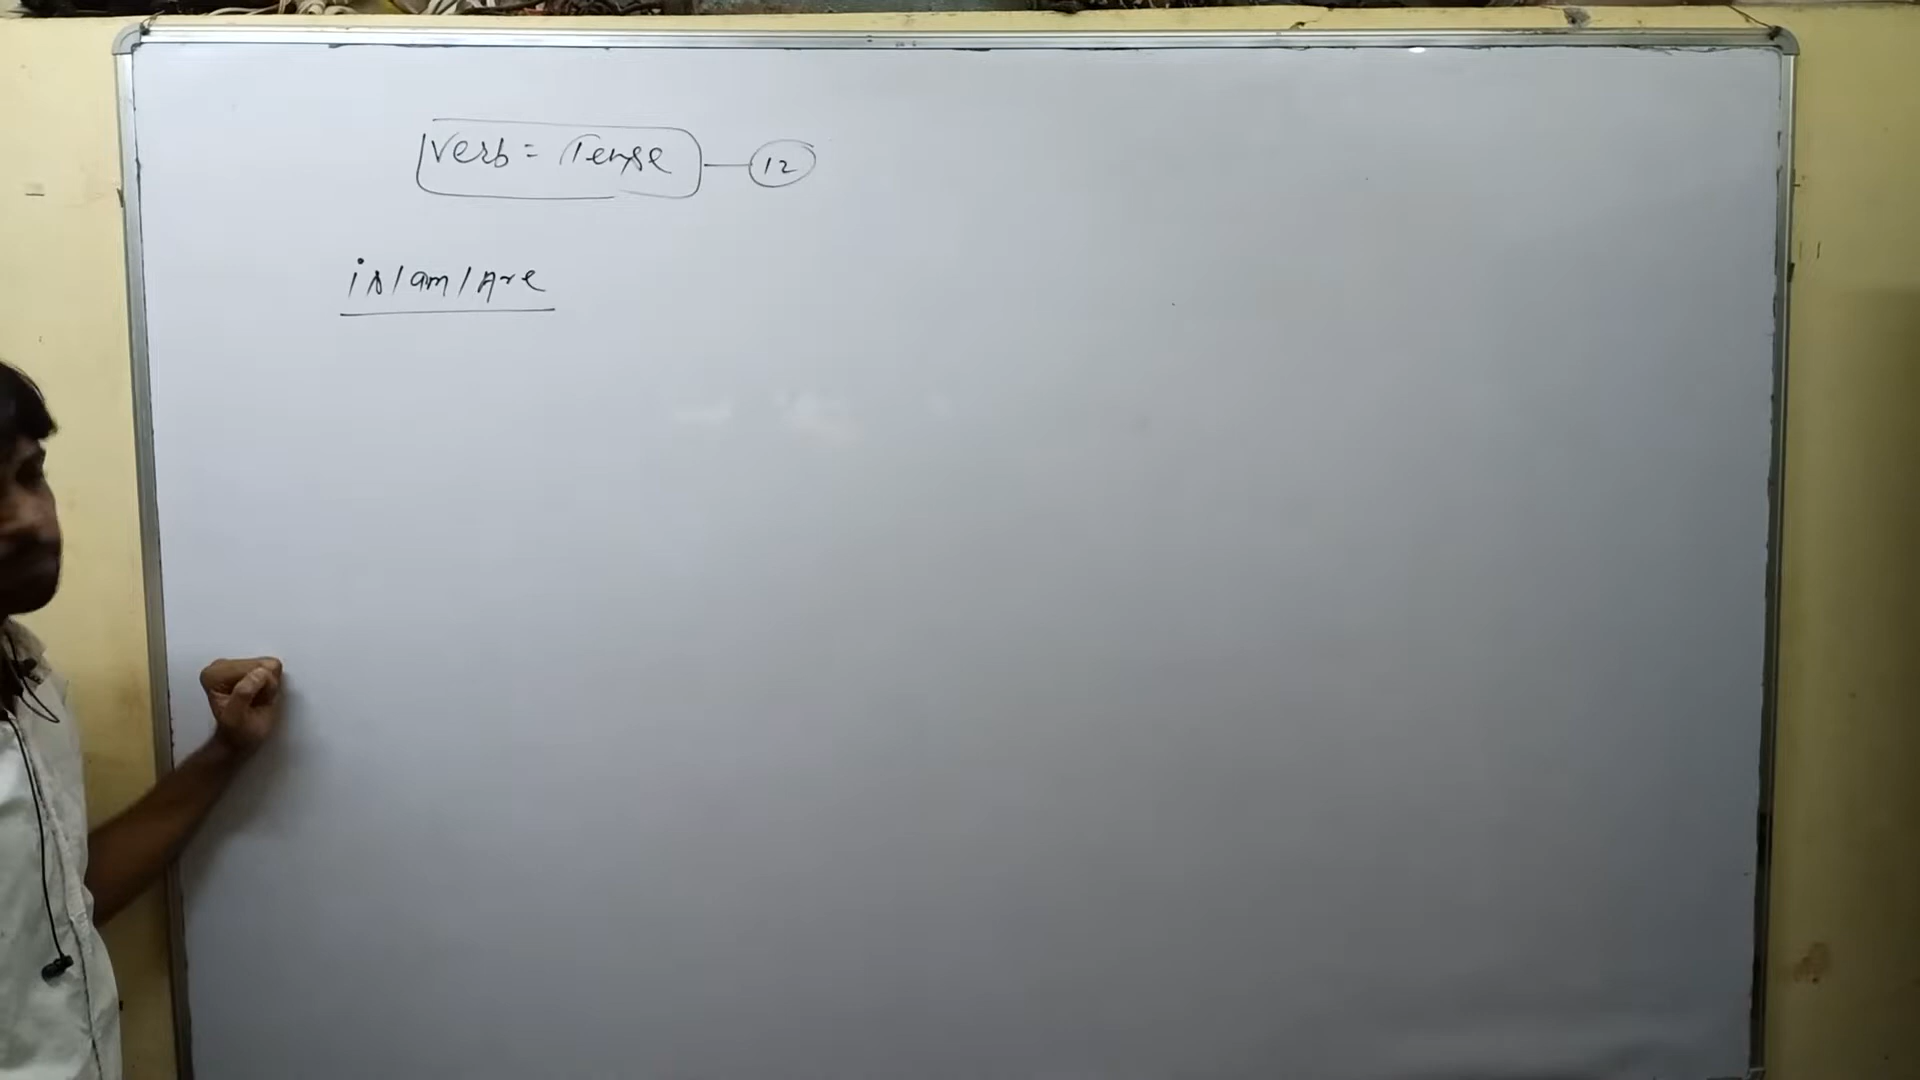 Verb = Tense — 12
is/am/Are